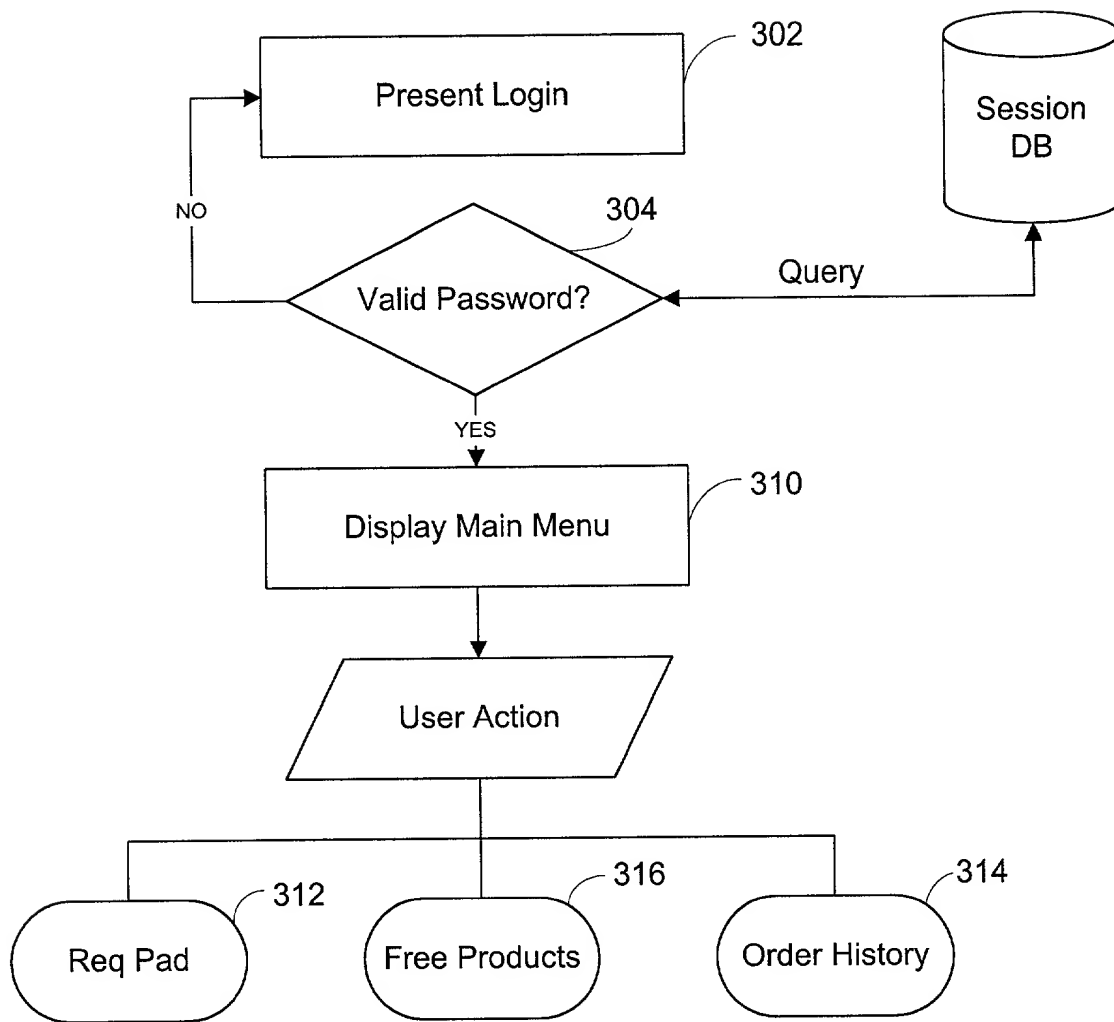 302
Present Login
Session
DB
NO
304
Valid Password?
Query
YES
310
Display Main Menu
User Action
312
316
314
Req Pad
Free Products
Order History